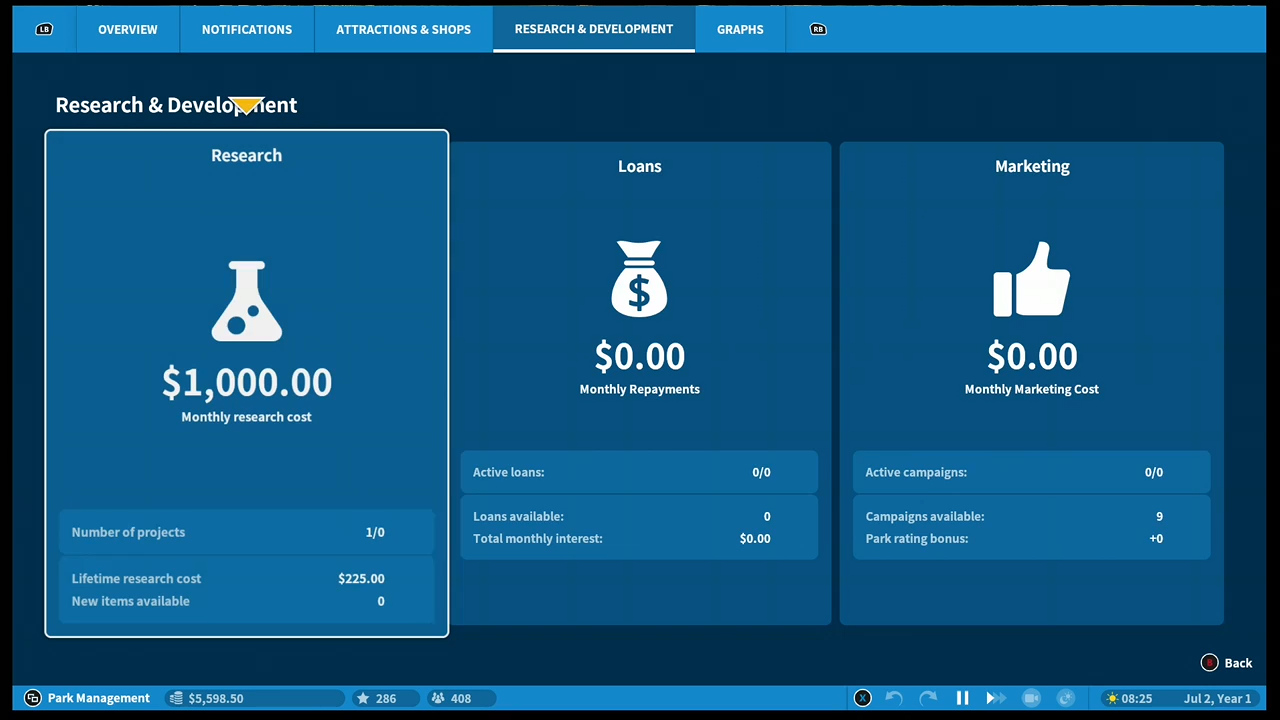 LB OVERVIEW NOTIFICATIONS ATTRACTIONS & SHOPS RESEARCH & DEVELOPMENT GRAPHS RB
Research & Development
Research
$1,000.00
Monthly research cost
Number of projects 1/0
Lifetime research cost $225.00
New items available 0
Loans
$
$0.00
Monthly Repayments
Active loans: 0/0
Loans available: 0
Total monthly interest: $0.00
Marketing
$0.00
Monthly Marketing Cost
Active campaigns: 0/0
Campaigns available: 9
Park rating bonus: +0
B Back
Park Management $5,598.50 286 408 X 08:25 Jul 2, Year 1